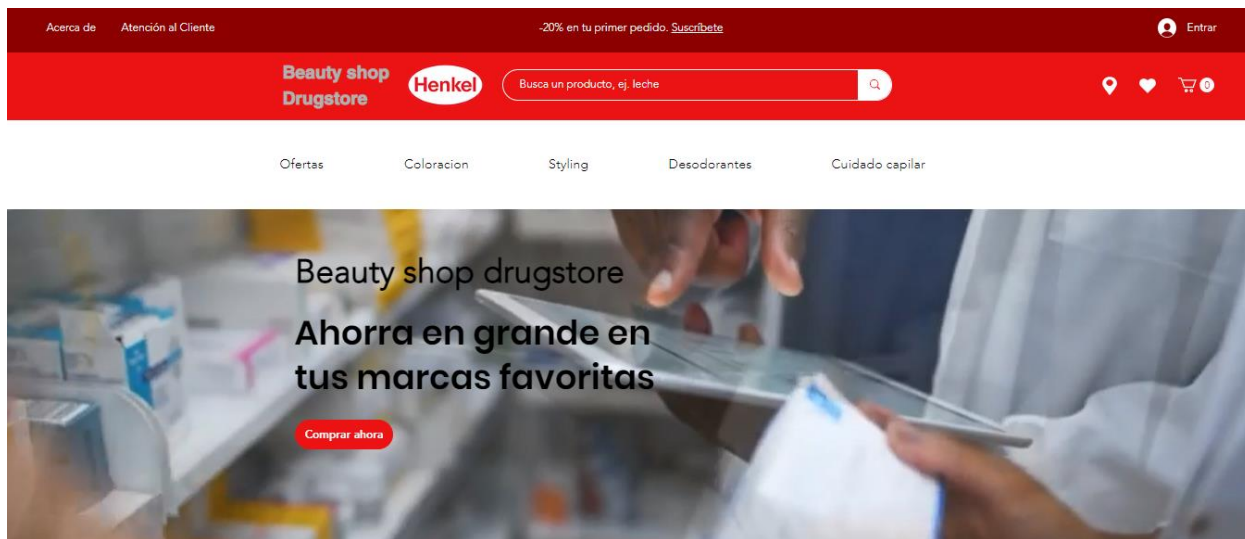 Acerca de
Atención al Cliente
-20% en tu primer pedido. Suscríbete
Entrar
Beauty shop
Drugstore
Henkel
Busca un producto, ej. leche
0
Ofertas
Coloracion
Styling
Desodorantes
Cuidado capilar
Beauty shop drugstore
Ahorra en grande en
tus marcas favoritas
Comprar ahora